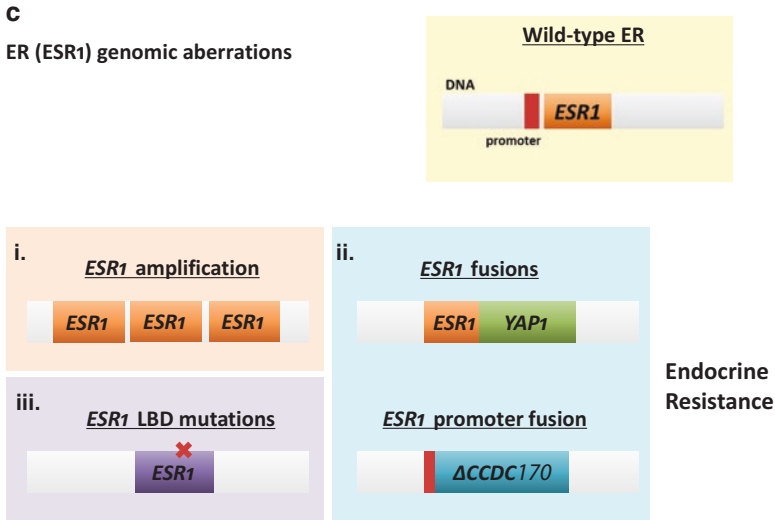 c
ER (ESR1) genomic aberrations
Wild-type ER
DNA
ESR1
promoter
i.
ESR1 amplification
ESR1 ESR1 ESR1
ii.
ESR1 fusions
ESR1 YAP1
iii.
ESR1 LBD mutations
ESR1
ESR1 promoter fusion
ΔCCDC170
Endocrine
Resistance